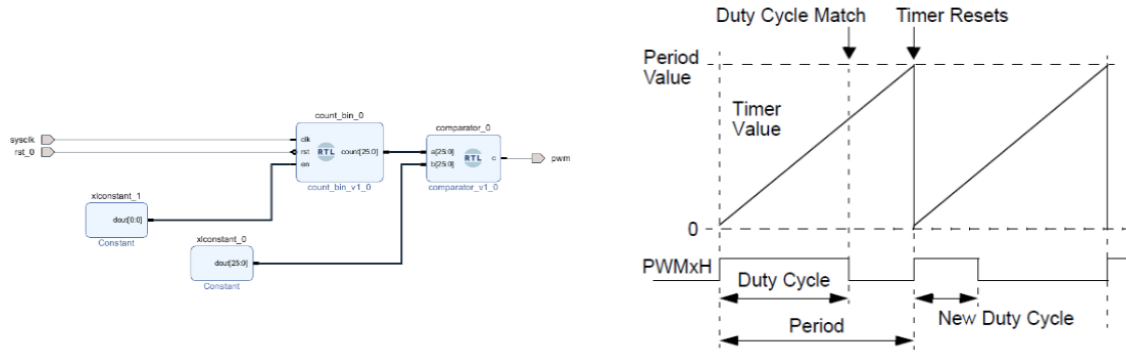 count_bin_0
sysclk
rst_0
clk
rst
en
RTL
count[25:0]
count_bin_v1_0
comparator_0
a[25:0]
b[25:0]
RTL
c
comparator_v1_0
pwm
xlconstant_1
dout[0:0]
Constant
xlconstant_0
dout[25:0]
Constant
Duty Cycle Match
Timer Resets
Period
Value
Timer
Value
0
PWMxH
Duty Cycle
New Duty Cycle
Period